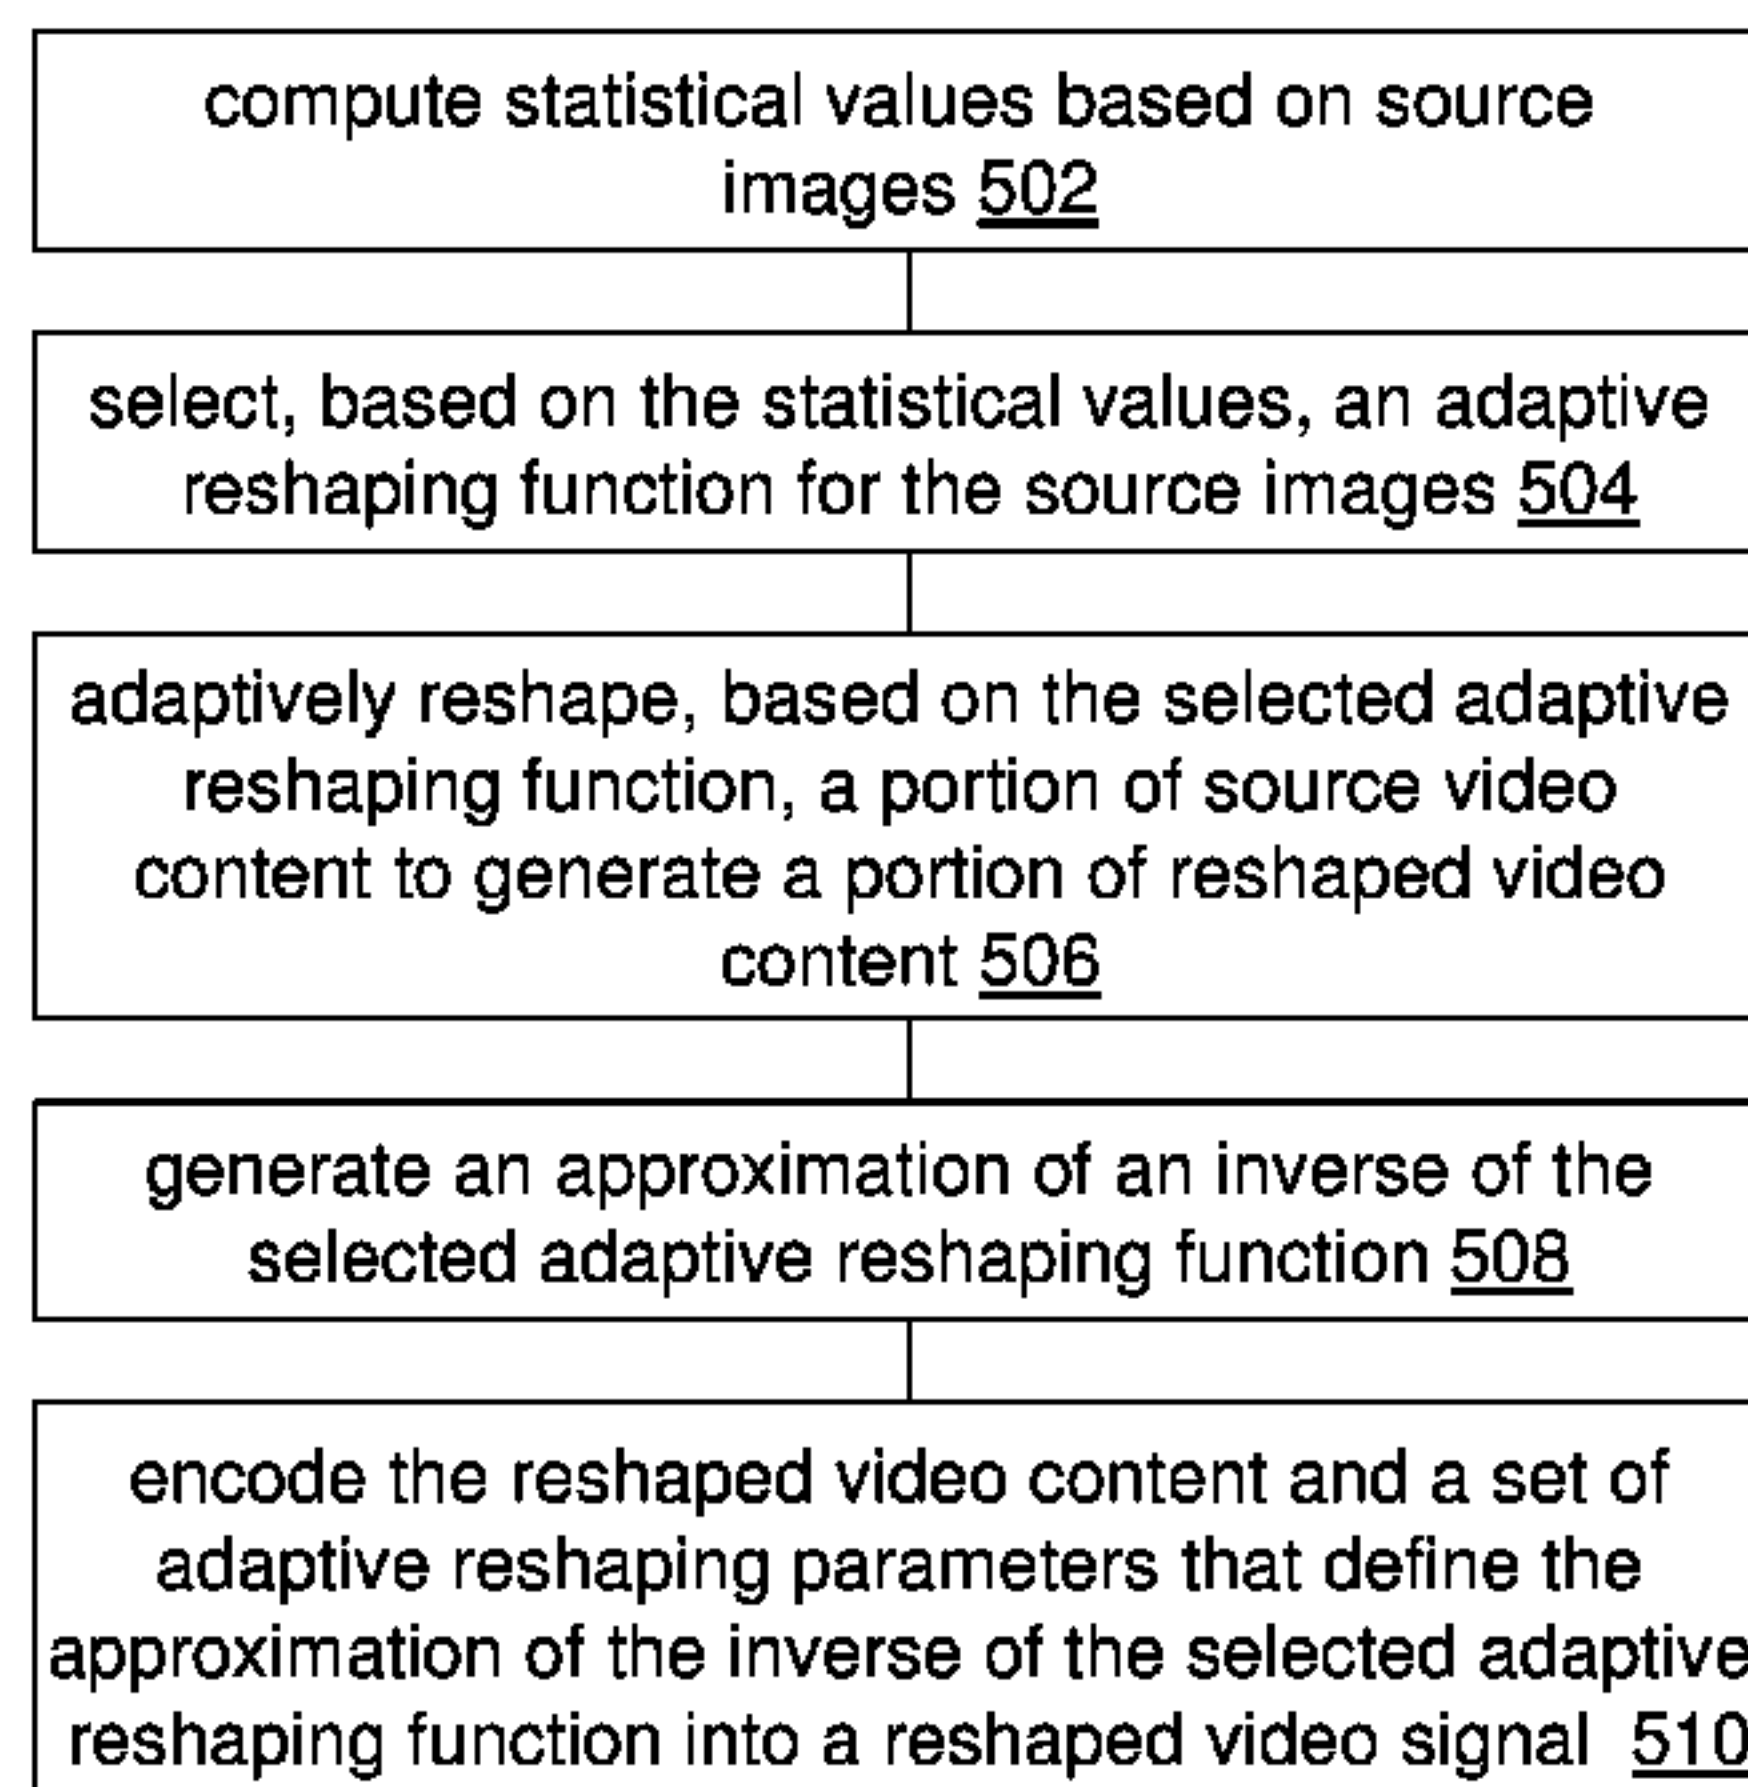 compute statistical values based on source
images 502
select, based on the statistical values, an adaptive
reshaping function for the source images 504
adaptively reshape, based on the selected adaptive
reshaping function, a portion of source video
content to generate a portion of reshaped video
content 506
generate an approximation of an inverse of the
selected adaptive reshaping function 508
encode the reshaped video content and a set of
adaptive reshaping parameters that define the
approximation of the inverse of the selected adaptive
reshaping function into a reshaped video signal 510